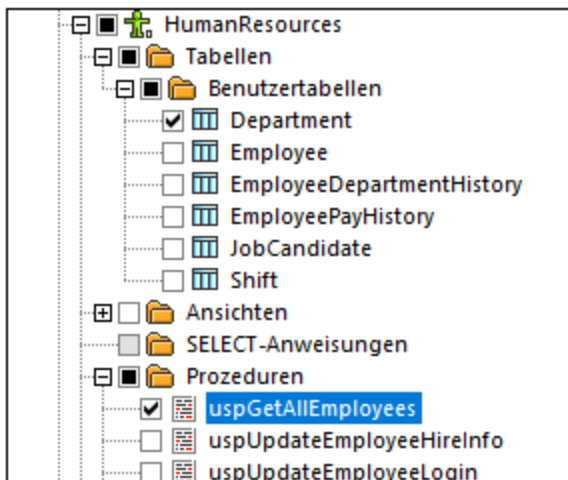 HumanResources
Tabellen
Benutzertabellen
Department
Employee
EmployeeDepartmentHistory
EmployeePayHistory
JobCandidate
Shift
Ansichten
SELECT-Anweisungen
Prozeduren
uspGetAllEmployees
uspUpdateEmployeeHireInfo
uspUpdateEmployeeLogin